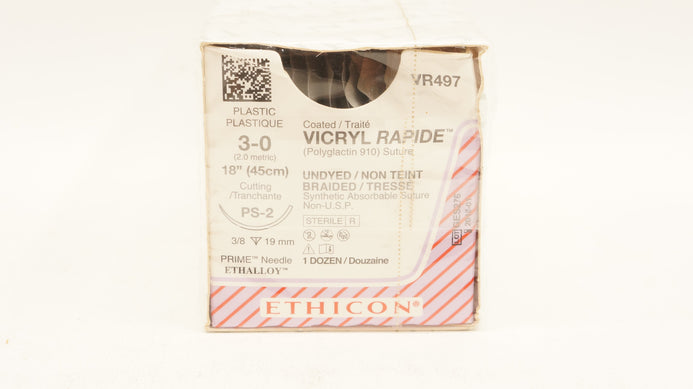 VR497
PLASTIC
PLASTIQUE
3-0
(2.0 metric)
18" (45cm)
Cutting
/Tranchante
PS-2
3/8 19 mm
PRIME™ Needle
ETHALLOY™
Coated / Traité
VICRYL RAPIDE™
(Polyglactin 910) Suture
UNDYED / NON TEINT
BRAIDED / TRESSÉ
Synthetic Absorbable Suture
Non-U.S.P.
STERILE R
1 DOZEN / Douzaine
LOT
ETHICON®